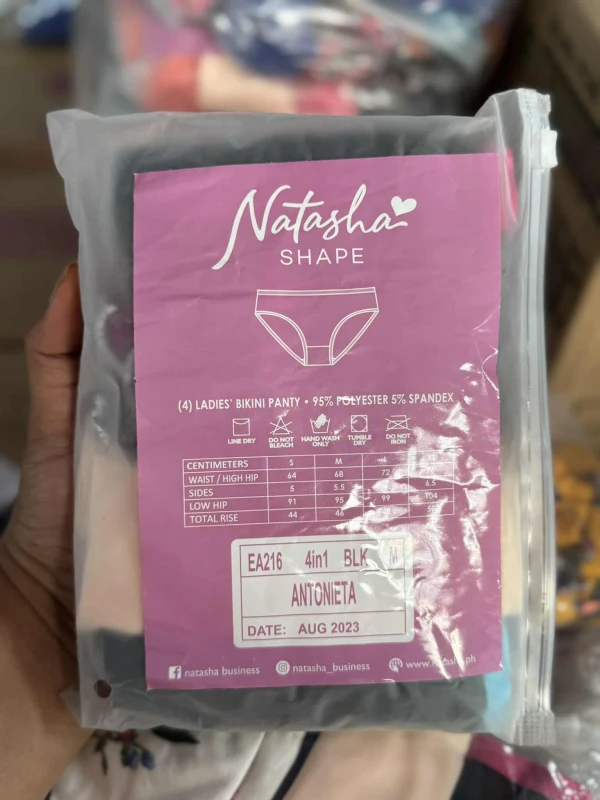 Natasha
SHAPE
(4) LADIES' BIKINI PANTY • 95% POLYESTER 5% SPANDEX
LINE DRY DO NOT BLEACH HAND WASH ONLY TUMBLE DRY DO NOT IRON
CENTIMETERS S M L XL
WAIST / HIGH HIP 64 68 72
SIDES 5 5.5 6.5
LOW HIP 91 95 99 104
TOTAL RISE 44 46
EA216 4in1 BLK M
ANTONIETA
DATE: AUG 2023
natasha business natasha_business